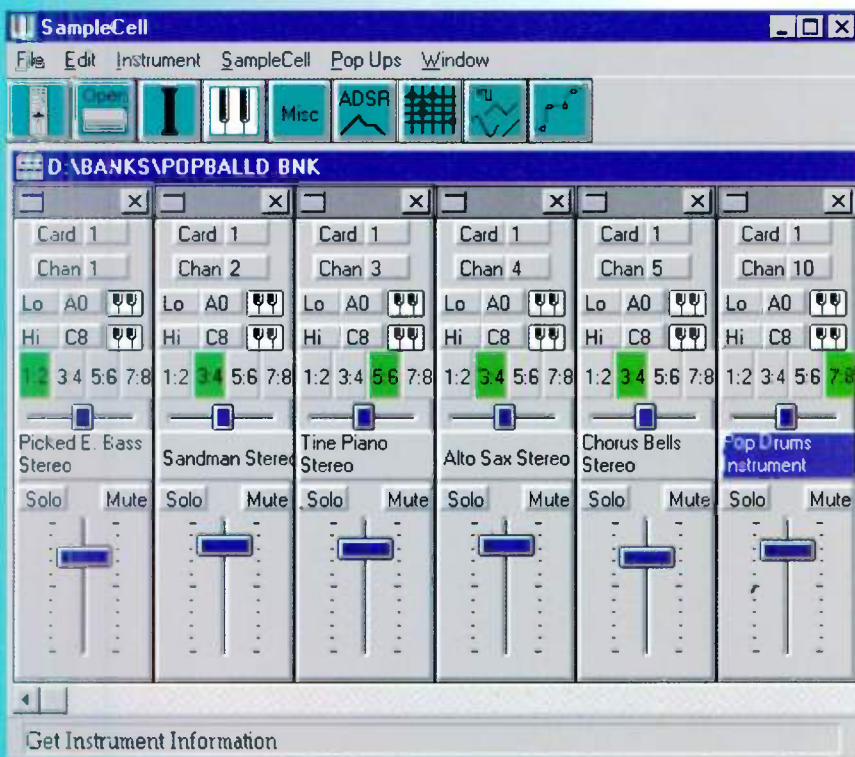 SampleCell
File Edit Instrument SampleCell Pop Ups Window
Open Misc ADSR
D:\BANKS\POPBALLD BNK
Card 1 Card 1 Card 1 Card 1 Card 1 Card 1
Chan 1 Chan 2 Chan 3 Chan 4 Chan 5 Chan 10
Lo A0 Lo A0 Lo A0 Lo A0 Lo A0 Lo A0
Hi C8 Hi C8 Hi C8 Hi C8 Hi C8 Hi C8
1:2 3:4 5:6 7:8 1:2 3:4 5:6 7:8 1:2 3:4 5:6 7:8 1:2 3:4 5:6 7:8 1:2 3:4 5:6 7:8 1:2 3:4 5:6 7:8
Picked E. Bass
Stereo
Sandman Stereo
Tine Piano
Stereo
Alto Sax Stereo
Chorus Bells
Stereo
Pop Drums
Instrument
Solo Mute Solo Mute Solo Mute Solo Mute Solo Mute Solo Mute
Get Instrument Information